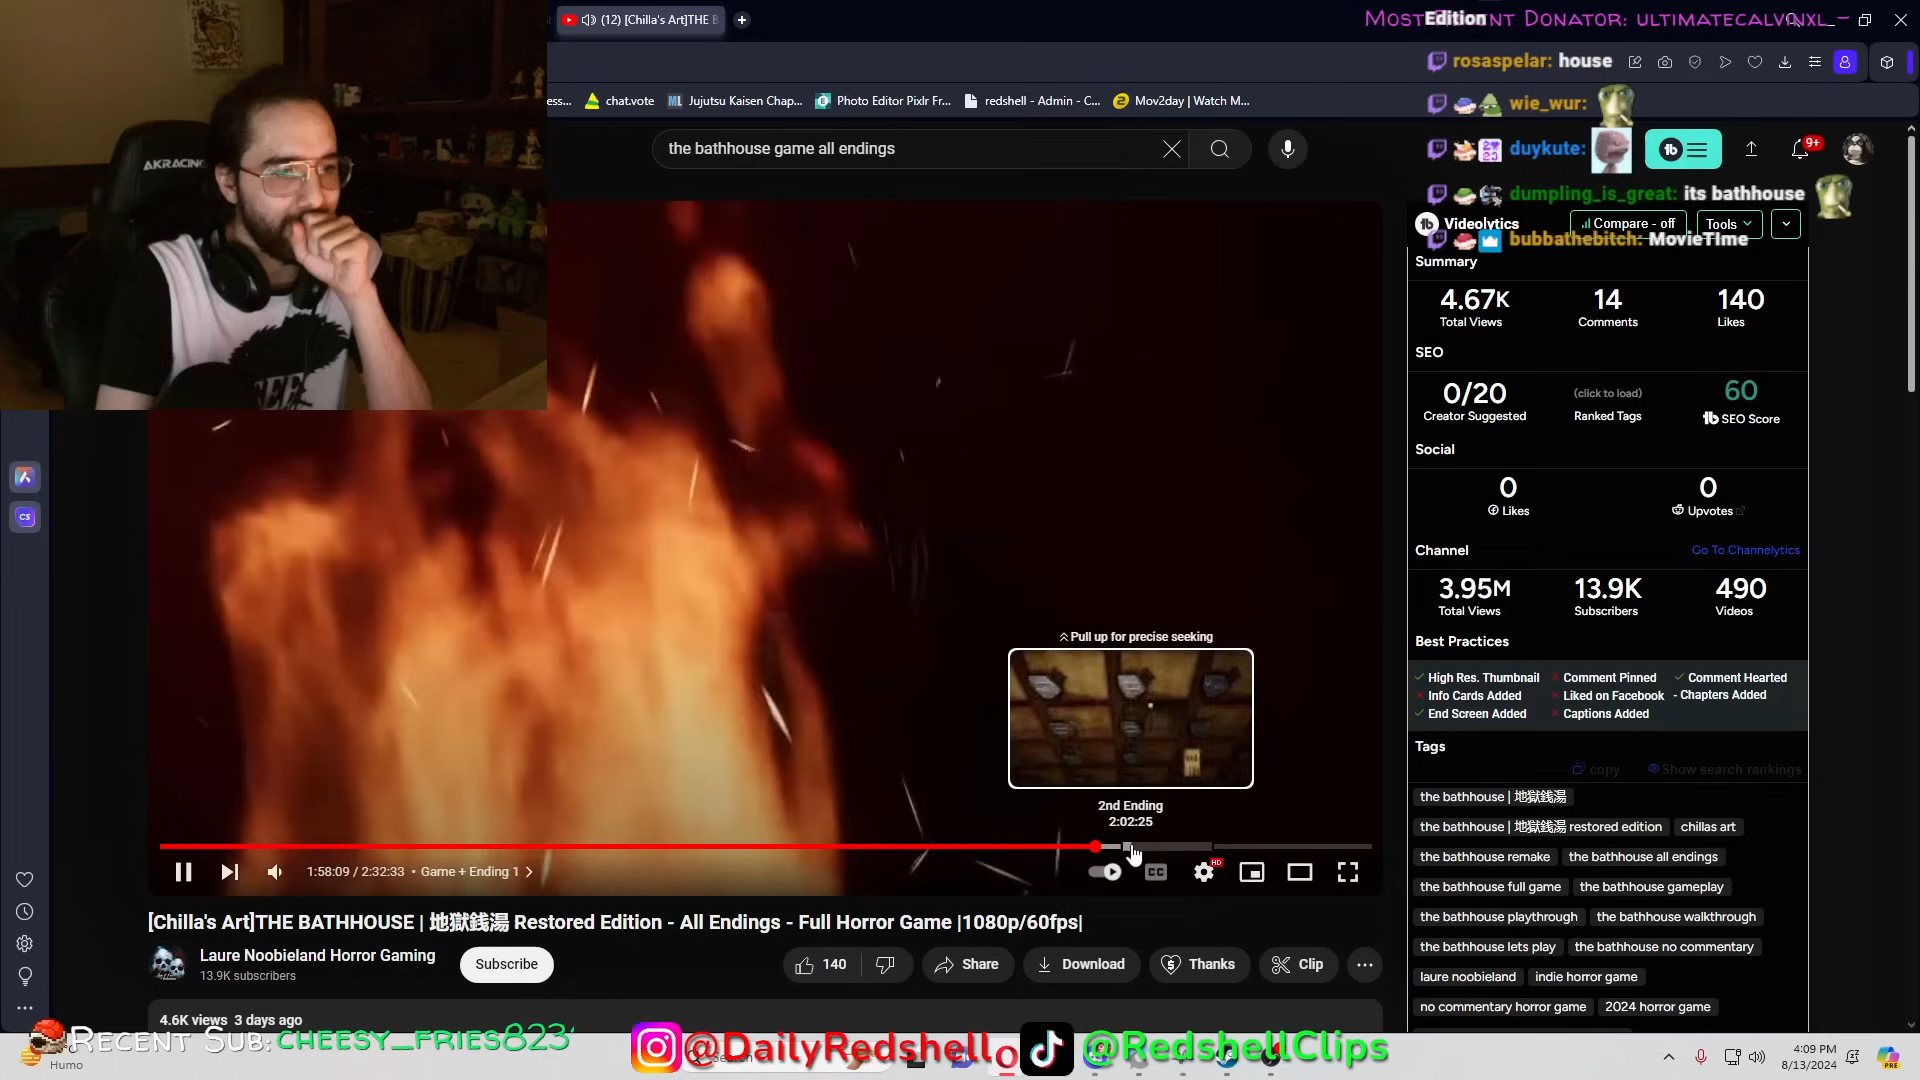 (12) [Chilla's Art]THE B
MOST
Edition
NT DONATOR: ULTIMATECALVINXL -
rosaspelar: house
ess...
chat.vote
Jujutsu Kaisen Chap...
Photo Editor Pixlr Fr...
redshell - Admin - C...
Mov2day | Watch M...
wie_wur:
AKRACING
the bathhouse game all endings
duykute:
9+
dumpling_is_great: its bathhouse
Videolytics
Compare - off
Tools
bubbathebitch: MovieTIme
Summary
4.67K
14
140
Total Views
Comments
Likes
SEO
0/20
(click to load)
60
Creator Suggested
Ranked Tags
SEO Score
Social
0
0
Likes
Upvotes
Channel
Go To Channelytics
3.95M
13.9K
490
Total Views
Subscribers
Videos
Best Practices
High Res. Thumbnail
Comment Pinned
Comment Hearted
Info Cards Added
Liked on Facebook
- Chapters Added
End Screen Added
Captions Added
Tags
copy
Show search rankings
the bathhouse | 地獄銭湯
the bathhouse | 地獄銭湯 restored edition
chillas art
the bathhouse remake
the bathhouse all endings
the bathhouse full game
the bathhouse gameplay
the bathhouse playthrough
the bathhouse walkthrough
the bathhouse lets play
the bathhouse no commentary
laure noobieland
indie horror game
no commentary horror game
2024 horror game
CS
Pull up for precise seeking
2nd Ending
2:02:25
1:58:09 / 2:32:33 • Game + Ending 1
CC
HD
[Chilla's Art]THE BATHHOUSE | 地獄銭湯 Restored Edition - All Endings - Full Horror Game |1080p/60fps|
Laure Noobieland Horror Gaming
13.9K subscribers
Subscribe
140
Share
Download
Thanks
Clip
4.6K views 3 days ago
RECENT SUB: CHEESY_FRIES823
Humo
@DailyRedshell
@RedshellClips
4:09 PM
8/13/2024
PRE